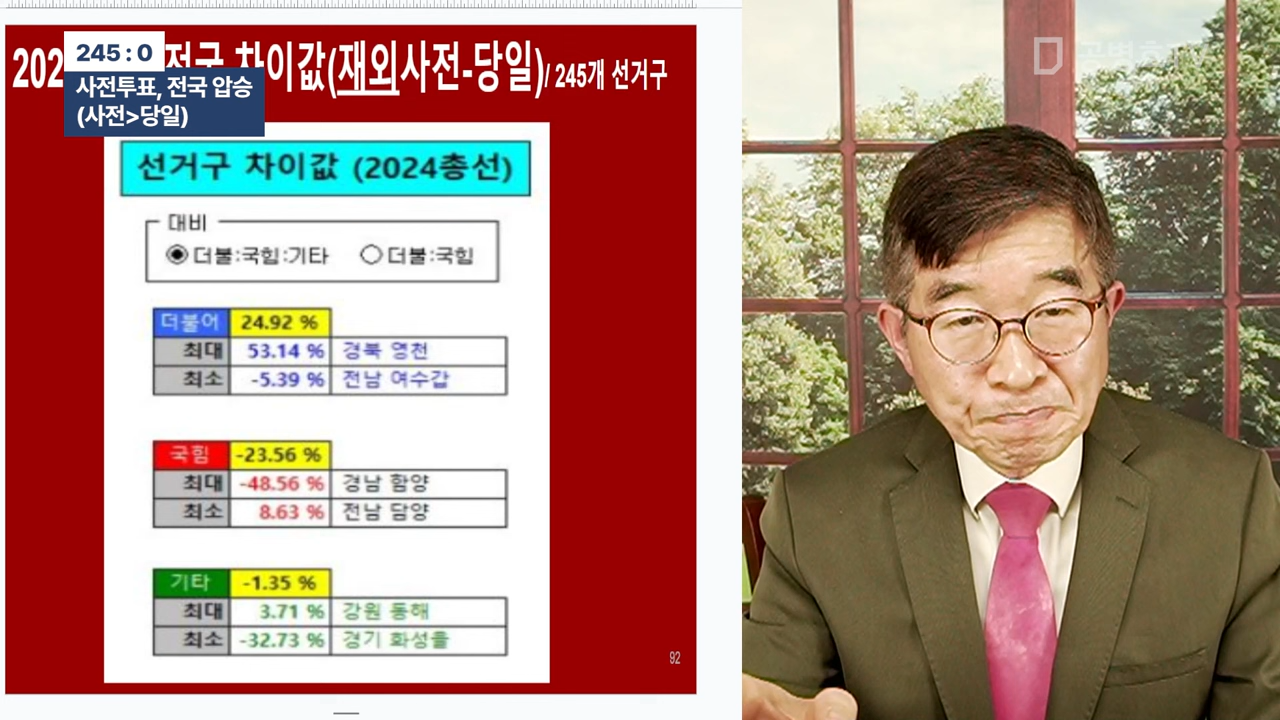 245 : 0
사전투표, 전국 압승
(사전>당일)
202 전국 차이값(재외사전-당일)/ 245개 선거구
선거구 차이값 (2024총선)
대비
더불:국힘:기타 더불:국힘
더불어 24.92 %
최대 53.14 % 경북 영천
최소 -5.39 % 전남 여수갑
국힘 -23.56 %
최대 -48.56 % 경남 함양
최소 8.63 % 전남 담양
기타 -1.35 %
최대 3.71 % 강원 동해
최소 -32.73 % 경기 화성을
92